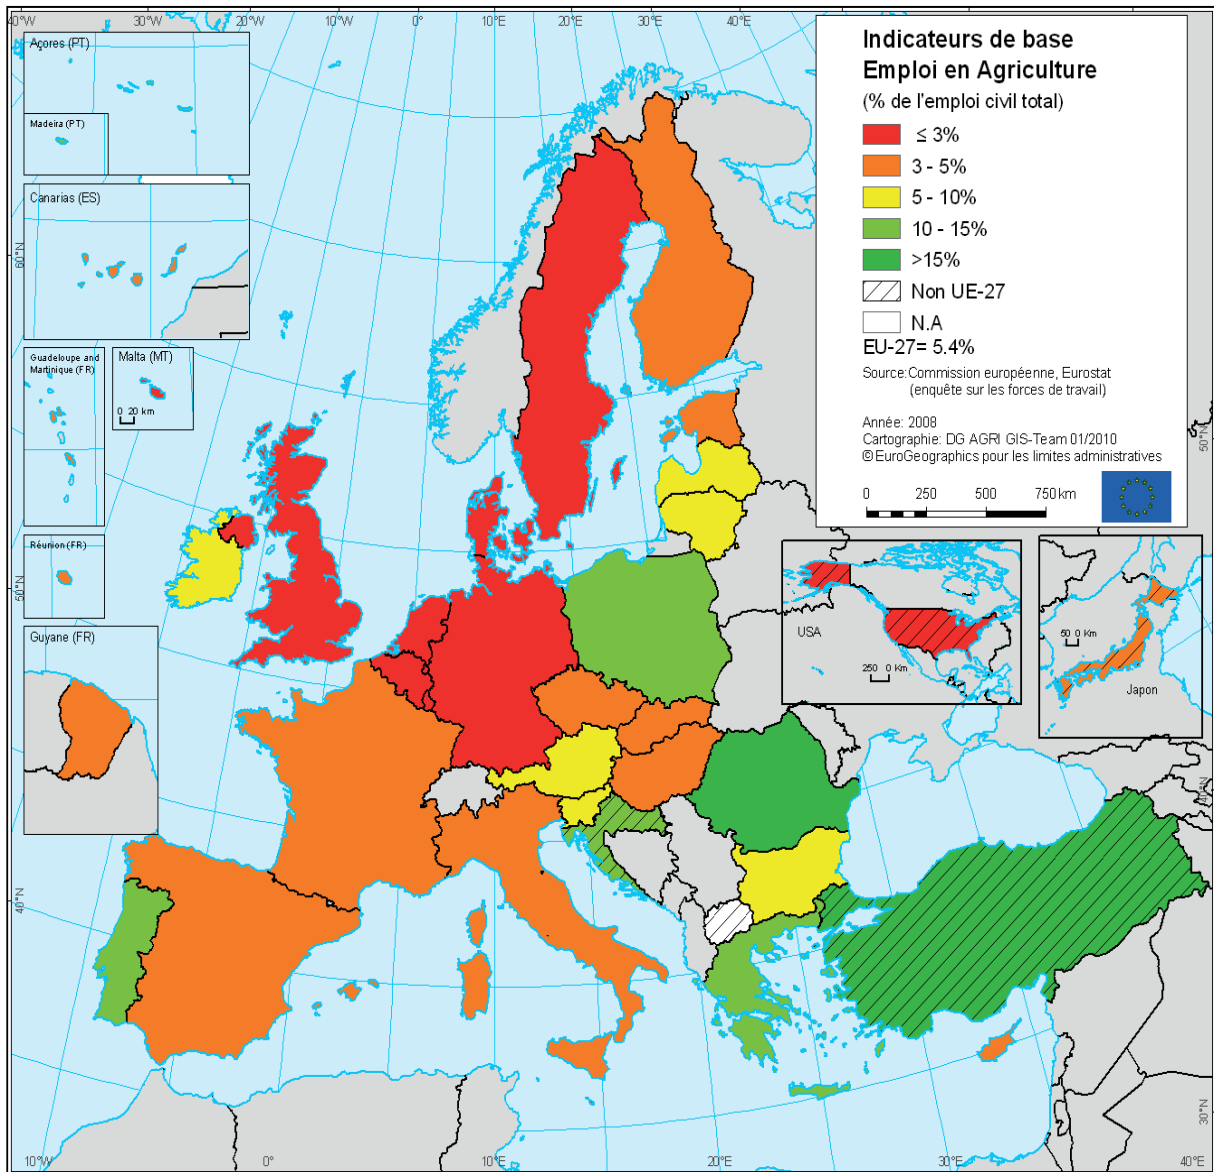 40°W
30°W
20°W
10°W
0°
10°E
20°E
30°E
40°E
Açores (PT)
Madeira (PT)
Canarias (ES)
Guadeloupe and
Martinique (FR)
Malta (MT)
0 20 km
Réunion (FR)
Guyane (FR)
Indicateurs de base
Emploi en Agriculture
(% de l'emploi civil total)
≤ 3%
3 - 5%
5 - 10%
10 - 15%
>15%
Non UE-27
N.A
EU-27= 5.4%
Source:Commission européenne, Eurostat
(enquête sur les forces de travail)
Année: 2008
Cartographie: DG AGRI GIS-Team 01/2010
© EuroGeographics pour les limites administratives
0 250 500 750 km
USA
250 0 Km
50 0 Km
Japon
60°N
50°N
40°N
50°N
40°N
30°N
10°W
0°
10°E
20°E
30°E
40°E